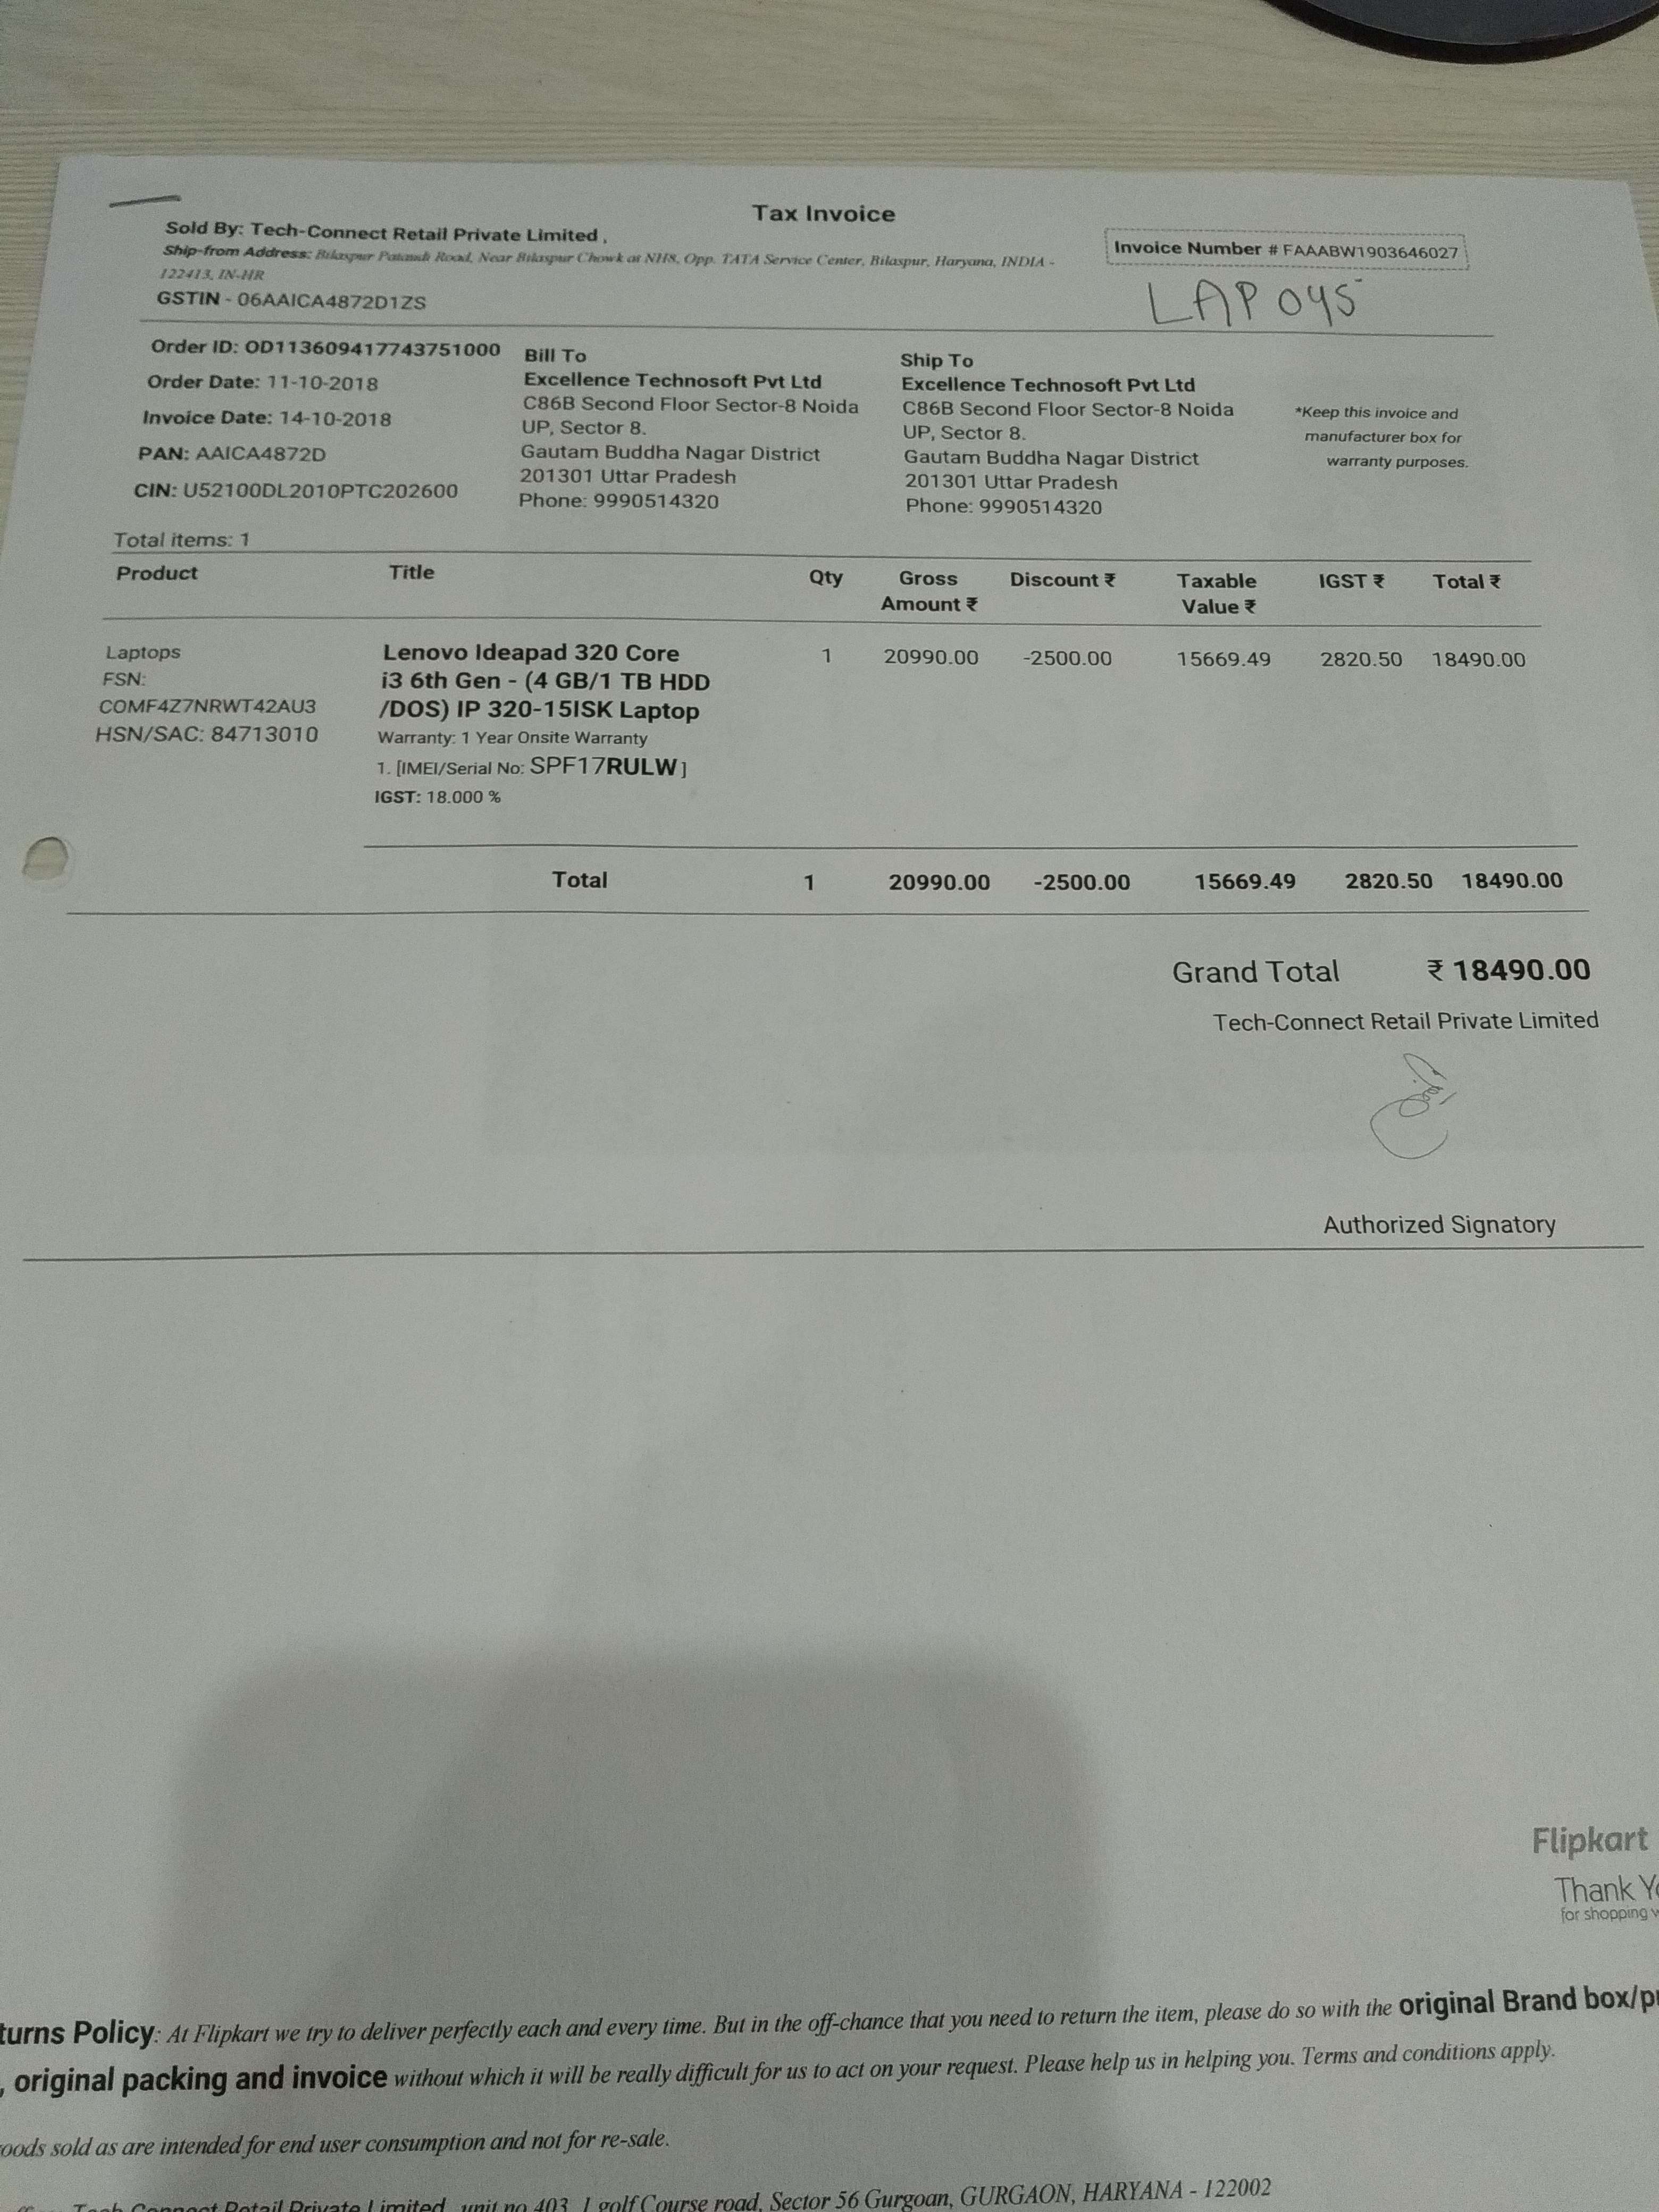 Tax Invoice
Sold By: Tech-Connect Retail Private Limited ,
Ship-from Address: Bilaspur Pataudi Road, Near Bilaspur Chowk at NH8, Opp. TATA Service Center, Bilaspur, Haryana, INDIA -
122413, IN-HR
GSTIN - 06AAICA4872D1ZS
Invoice Number # FAAABW1903646027
LAP 045
Order ID: OD113609417743751000
Order Date: 11-10-2018
Invoice Date: 14-10-2018
PAN: AAICA4872D
CIN: U52100DL2010PTC202600
Bill To
Excellence Technosoft Pvt Ltd
C86B Second Floor Sector-8 Noida
UP, Sector 8.
Gautam Buddha Nagar District
201301 Uttar Pradesh
Phone: 9990514320
Ship To
Excellence Technosoft Pvt Ltd
C86B Second Floor Sector-8 Noida
UP, Sector 8.
Gautam Buddha Nagar District
201301 Uttar Pradesh
Phone: 9990514320
*Keep this invoice and
manufacturer box for
warranty purposes.
Total items: 1
Product Title Qty Gross Amount ₹ Discount ₹ Taxable Value ₹ IGST ₹ Total ₹
Laptops
FSN:
COMF4Z7NRWT42AU3
HSN/SAC: 84713010
Lenovo Ideapad 320 Core
i3 6th Gen - (4 GB/1 TB HDD
/DOS) IP 320-15ISK Laptop
Warranty: 1 Year Onsite Warranty
1. [IMEI/Serial No: SPF17RULW ]
IGST: 18.000 %
1 20990.00 -2500.00 15669.49 2820.50 18490.00
Total 1 20990.00 -2500.00 15669.49 2820.50 18490.00
Grand Total ₹ 18490.00
Tech-Connect Retail Private Limited
Authorized Signatory
Flipkart
Thank Yo
for shopping w
turns Policy: At Flipkart we try to deliver perfectly each and every time. But in the off-chance that you need to return the item, please do so with the original Brand box/pr
, original packing and invoice without which it will be really difficult for us to act on your request. Please help us in helping you. Terms and conditions apply.
oods sold as are intended for end user consumption and not for re-sale.
Tech-Connect Retail Private Limited, unit no 403, 1 golf Course road, Sector 56 Gurgoan, GURGAON, HARYANA - 122002